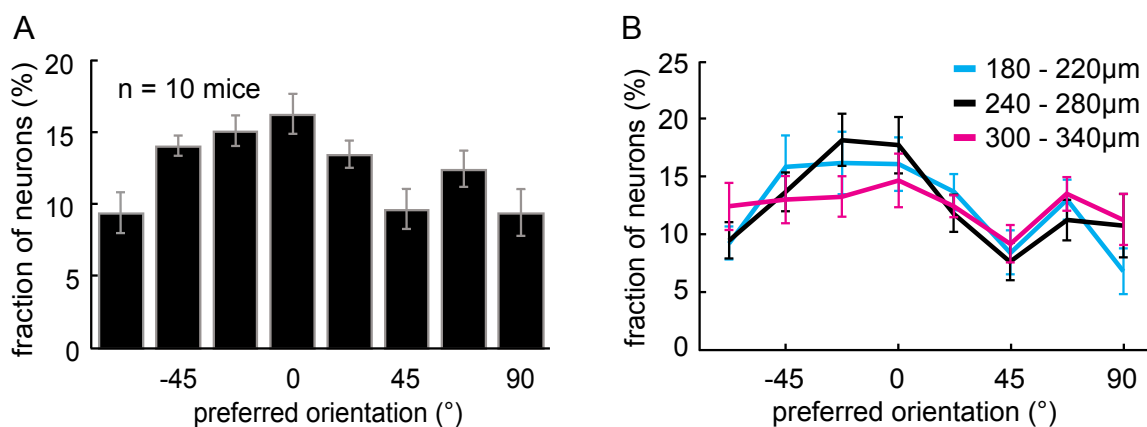 A
fraction of neurons (%)
20
15
10
5
0
n = 10 mice
-45 0 45 90
preferred orientation (°)
B
fraction of neurons (%)
25
20
15
10
5
0
180 - 220µm
240 - 280µm
300 - 340µm
-45 0 45 90
preferred orientation (°)